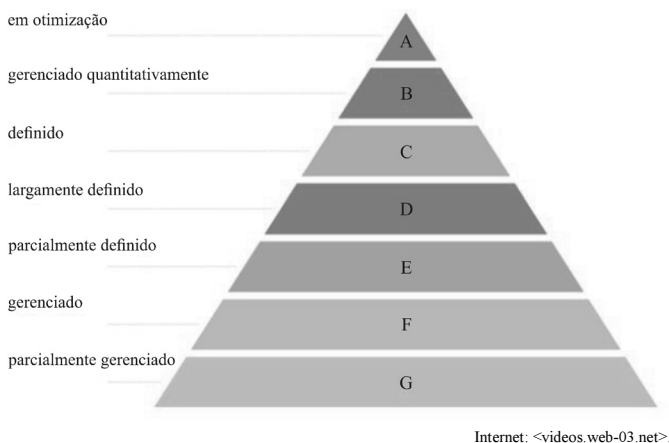 em otimização
A
gerenciado quantitativamente
B
definido
C
largamente definido
D
parcialmente definido
E
gerenciado
F
parcialmente gerenciado
G
Internet: <videos.web-03.net>